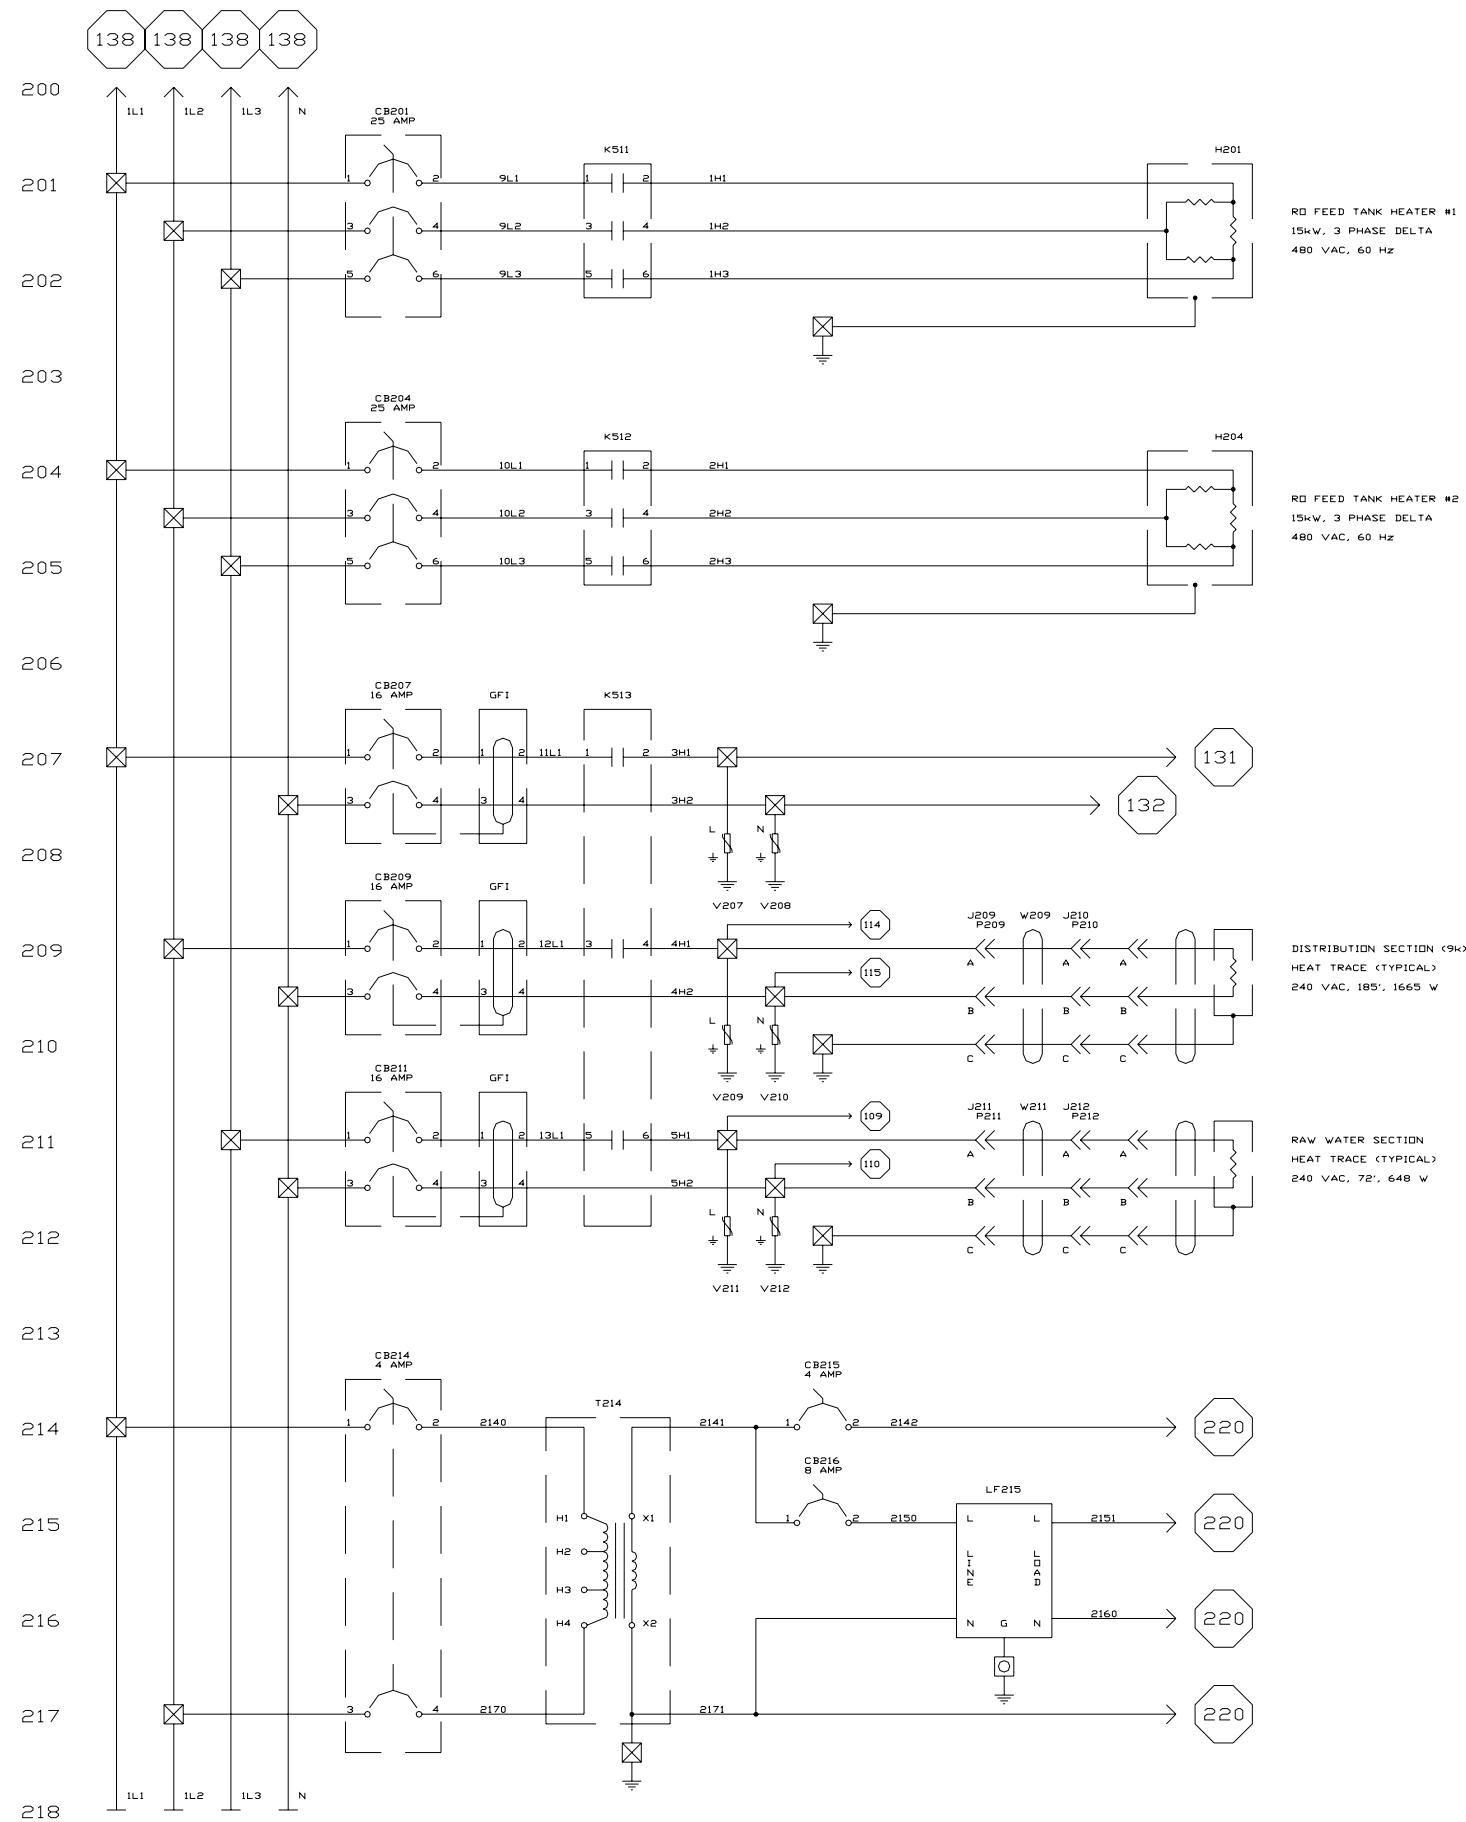 138 138 138 138
200
1L1 1L2 1L3 N
CB201
25 AMP
K511
H201
201
1 2 9L1 1 2 1H1
RO FEED TANK HEATER #1
3 4 9L2 3 4 1H2
15kW, 3 PHASE DELTA
480 VAC, 60 Hz
202
5 6 9L3 5 6 1H3
203
CB204
25 AMP
K512
H204
204
1 2 10L1 1 2 2H1
RO FEED TANK HEATER #2
3 4 10L2 3 4 2H2
15kW, 3 PHASE DELTA
480 VAC, 60 Hz
205
5 6 10L3 5 6 2H3
206
CB207
16 AMP
GFI
K513
207
1 2 1 2 11L1 1 2 3H1
131
3 4 3 4 3H2
132
L N
208
V207 V208
CB209
16 AMP
GFI
114
J209 W209 J210
P209 P210
209
1 2 1 2 12L1 3 4 4H1
A A A
DISTRIBUTION SECTION (9k)
HEAT TRACE (TYPICAL)
240 VAC, 185', 1665 W
115
3 4 3 4 4H2
B B B
L N
210
C C C
V209 V210
CB211
16 AMP
GFI
109
J211 W211 J212
P211 P212
211
1 2 1 2 13L1 5 6 5H1
A A A
RAW WATER SECTION
HEAT TRACE (TYPICAL)
240 VAC, 72', 648 W
110
3 4 3 4 5H2
B B B
L N
212
C C C
V211 V212
213
CB214
4 AMP
CB215
4 AMP
T214
214
1 2 2140 2141 1 2 2142
220
CB216
8 AMP
LF215
215
H1 X1 1 2 2150 L L 2151
220
H2
LINE LOAD
H3
216
H4 X2 N G N 2160
220
217
3 4 2170 2171
220
1L1 1L2 1L3 N
218